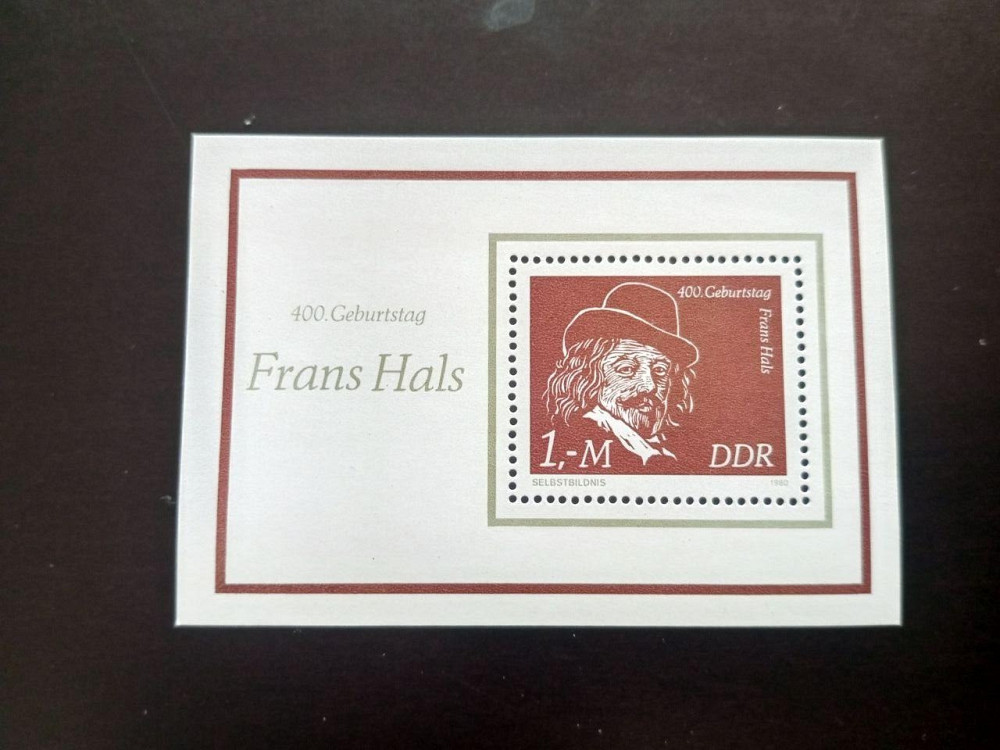 400. Geburtstag
Frans Hals
400. Geburtstag
Frans Hals
1,-M
DDR
SELBSTBILDNIS
1980